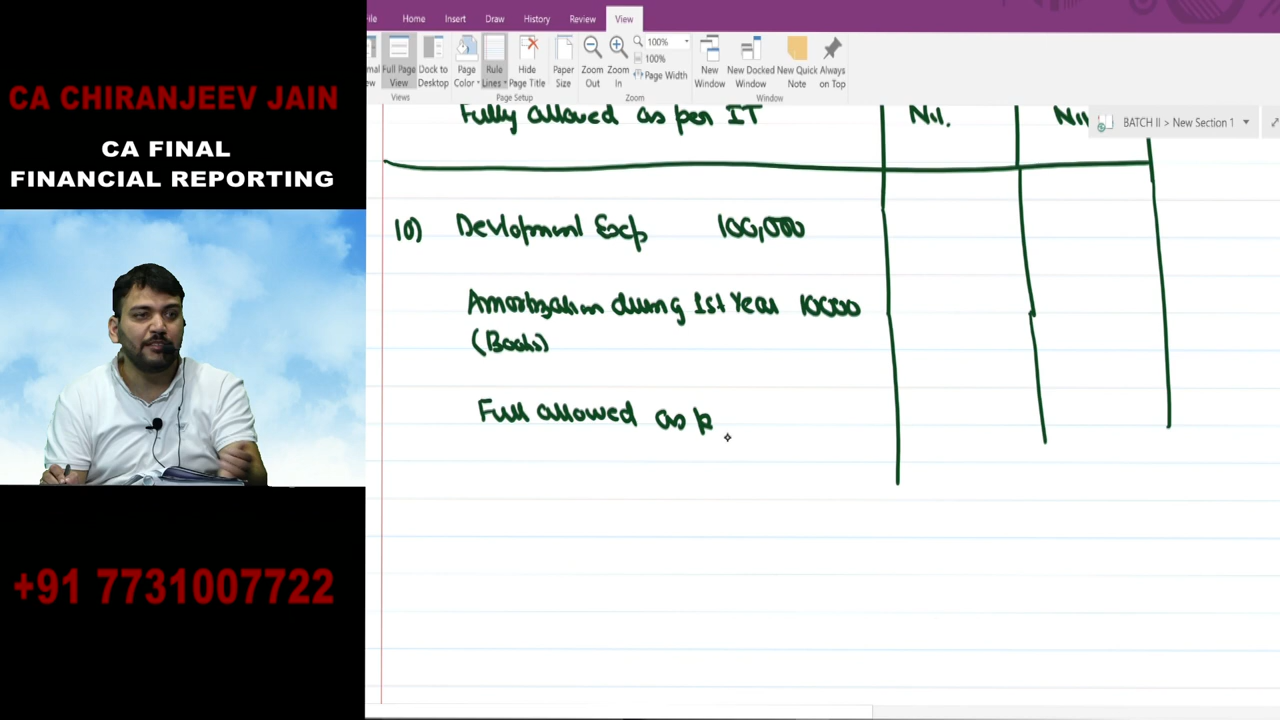 CA CHIRANJEEV JAIN
CA FINAL
FINANCIAL REPORTING
+91 7731007722
File Home Insert Draw History Review View
Full Page View
Dock to Desktop
Views
Page Color
Rule Lines
Hide Page Title
Paper Size
Page Setup
Zoom Out
Zoom In
100%
100%
Page Width
Zoom
New Window
New Docked Window
New Quick Note
Always on Top
Window
BATCH II > New Section 1
Fully allowed as per IT Nil.
10) Development Exp 100,000
Amortization during 1st Year 10000
(Books)
Full allowed as p